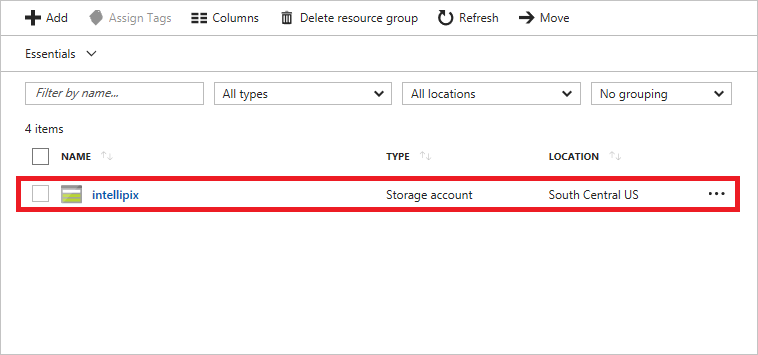 Add Assign Tags Columns Delete resource group Refresh Move
Essentials
Filter by name... All types All locations No grouping
4 items
NAME TYPE LOCATION
intellipix Storage account South Central US ...